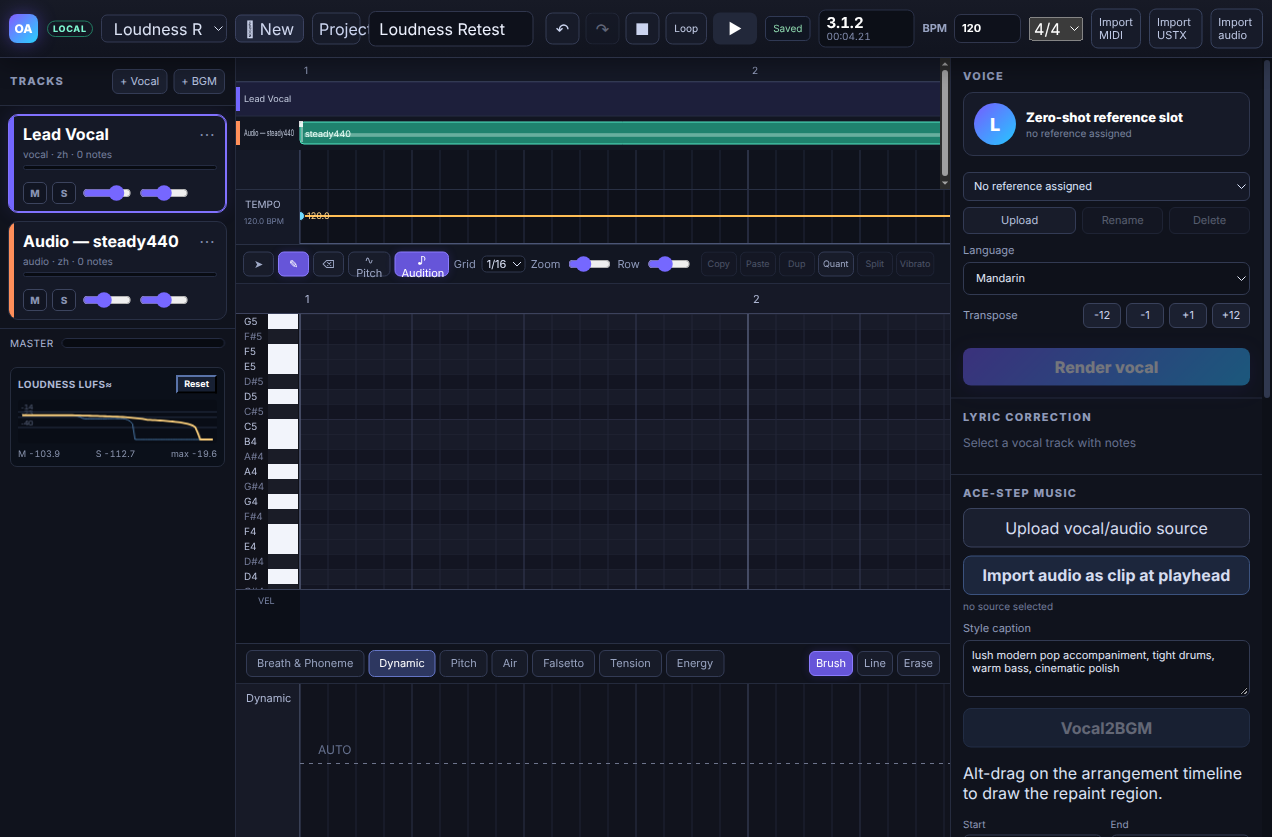 OA
LOCAL
Loudness R
New
Project
Loudness Retest
Loop
Saved
3.1.2
00:04.21
BPM
120
4/4
Import MIDI
Import USTX
Import audio
TRACKS
+ Vocal
+ BGM
Lead Vocal
vocal · zh · 0 notes
M
S
Audio — steady440
audio · zh · 0 notes
M
S
MASTER
LOUDNESS LUFS≈
Reset
-14
-40
M -103.9
S -112.7
max -19.6
1
2
Lead Vocal
Audio — steady440
steady440
TEMPO
120.0 BPM
120.0
Pitch
Audition
Grid
1/16
Zoom
Row
Copy
Paste
Dup
Quant
Split
Vibrato
1
2
G5
F#5
F5
E5
D#5
D5
C#5
C5
B4
A#4
A4
G#4
G4
F#4
F4
E4
D#4
D4
VEL
Breath & Phoneme
Dynamic
Pitch
Air
Falsetto
Tension
Energy
Brush
Line
Erase
Dynamic
AUTO
VOICE
L
Zero-shot reference slot
no reference assigned
No reference assigned
Upload
Rename
Delete
Language
Mandarin
Transpose
-12
-1
+1
+12
Render vocal
LYRIC CORRECTION
Select a vocal track with notes
ACE-STEP MUSIC
Upload vocal/audio source
Import audio as clip at playhead
no source selected
Style caption
lush modern pop accompaniment, tight drums,
warm bass, cinematic polish
Vocal2BGM
Alt-drag on the arrangement timeline
to draw the repaint region.
Start
End